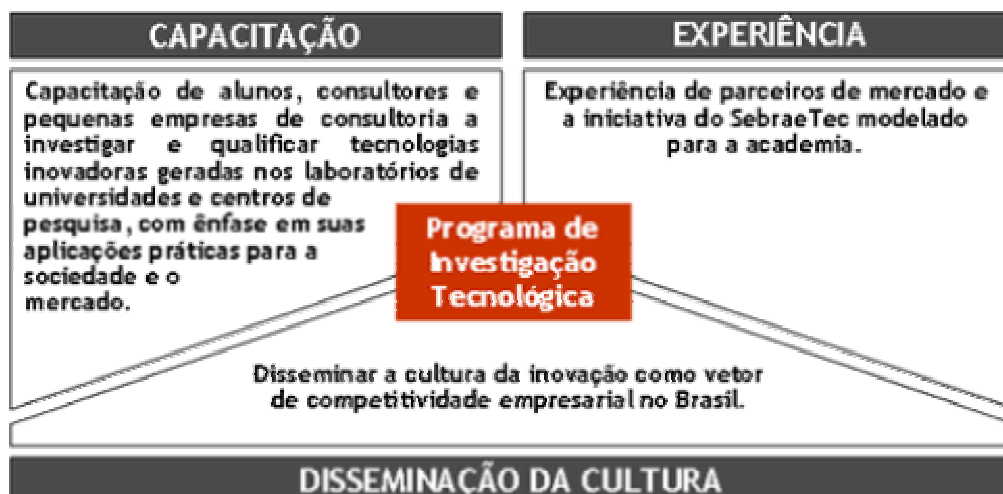 CAPACITAÇÃO
Capacitação de alunos, consultores e
pequenas empresas de consultoria a
investigar e qualificar tecnologias
inovadoras geradas nos laboratórios de
universidades e centros de
pesquisa, com ênfase em suas
aplicações práticas para a
sociedade e o
mercado.
EXPERIÊNCIA
Experiência de parceiros de mercado e
a iniciativa do SebraeTec modelado
para a academia.
Programa de
Investigação
Tecnológica
Disseminar a cultura da inovação como vetor
de competitividade empresarial no Brasil.
DISSEMINAÇÃO DA CULTURA